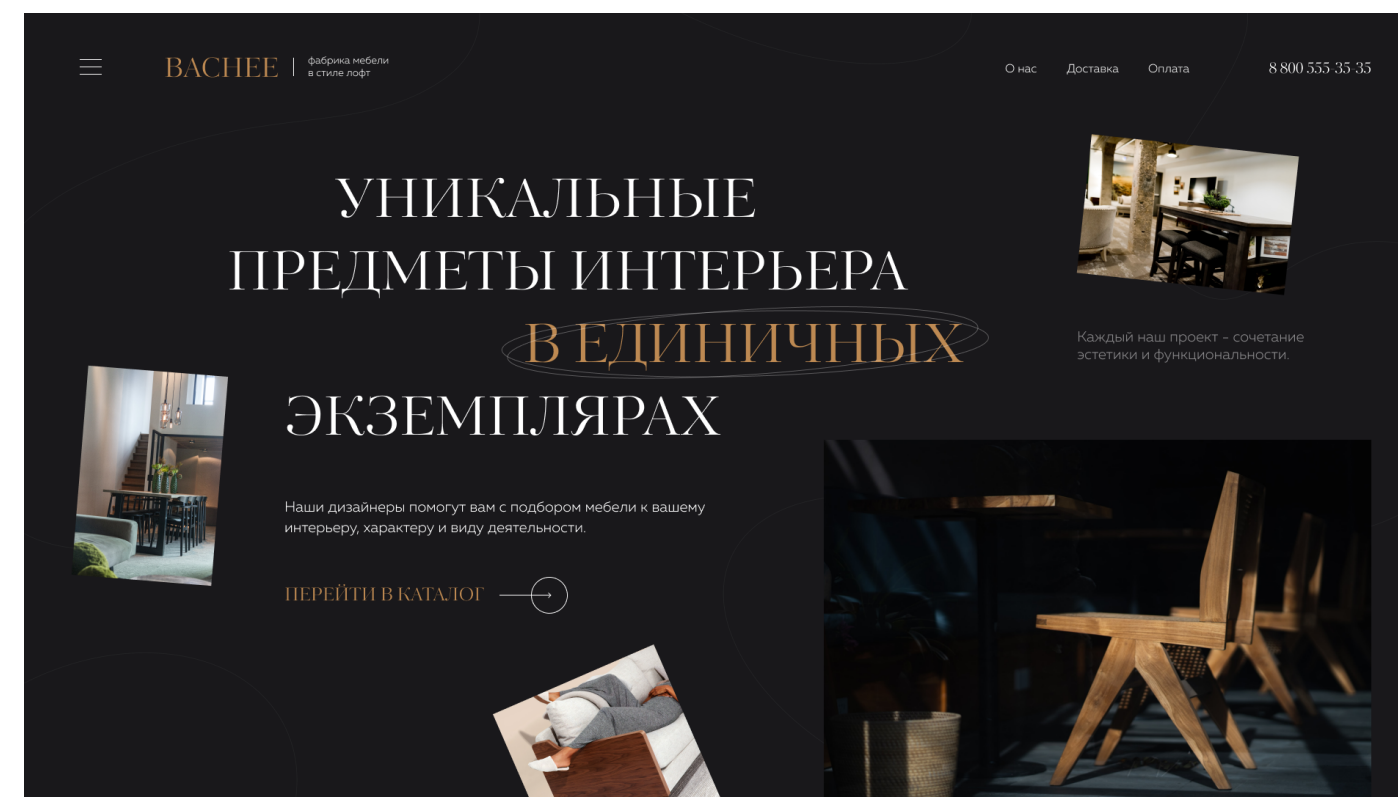 BACHEE
фабрика мебели
в стиле лофт
О нас Доставка Оплата 8 800 555-35-35
УНИКАЛЬНЫЕ
ПРЕДМЕТЫ ИНТЕРЬЕРА
В ЕДИНИЧНЫХ
ЭКЗЕМПЛЯРАХ
Каждый наш проект - сочетание
эстетики и функциональности.
Наши дизайнеры помогут вам с подбором мебели к вашему
интерьеру, характеру и виду деятельности.
ПЕРЕЙТИ В КАТАЛОГ